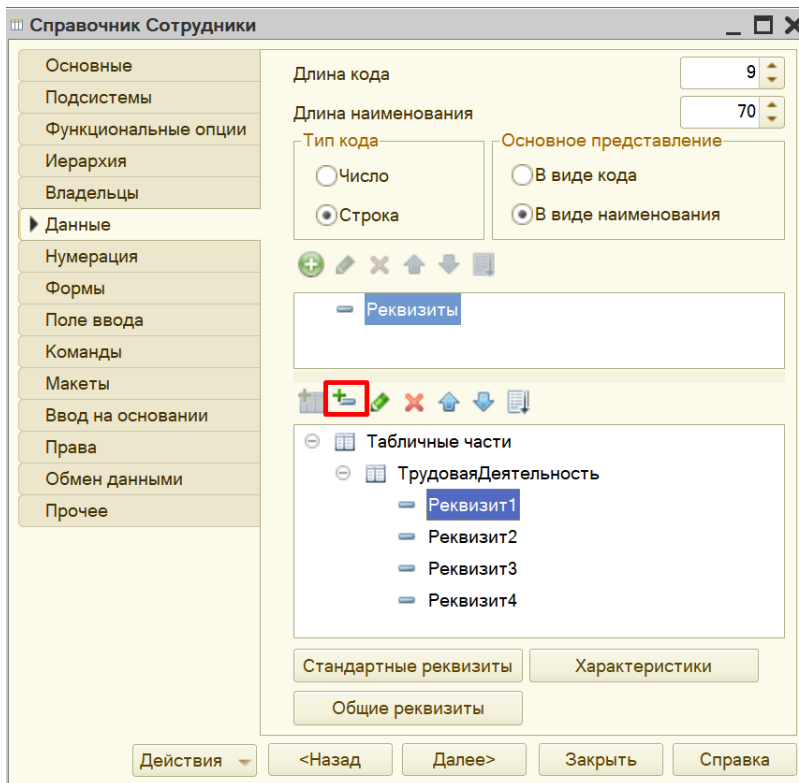 Справочник Сотрудники
Основные
Подсистемы
Функциональные опции
Иерархия
Владельцы
Данные
Нумерация
Формы
Поле ввода
Команды
Макеты
Ввод на основании
Права
Обмен данными
Прочее
Длина кода 9
Длина наименования 70
Тип кода Основное представление
Число В виде кода
Строка В виде наименования
Реквизиты
Табличные части
ТрудоваяДеятельность
Реквизит1
Реквизит2
Реквизит3
Реквизит4
Стандартные реквизиты Характеристики
Общие реквизиты
Действия <Назад Далее> Закрыть Справка